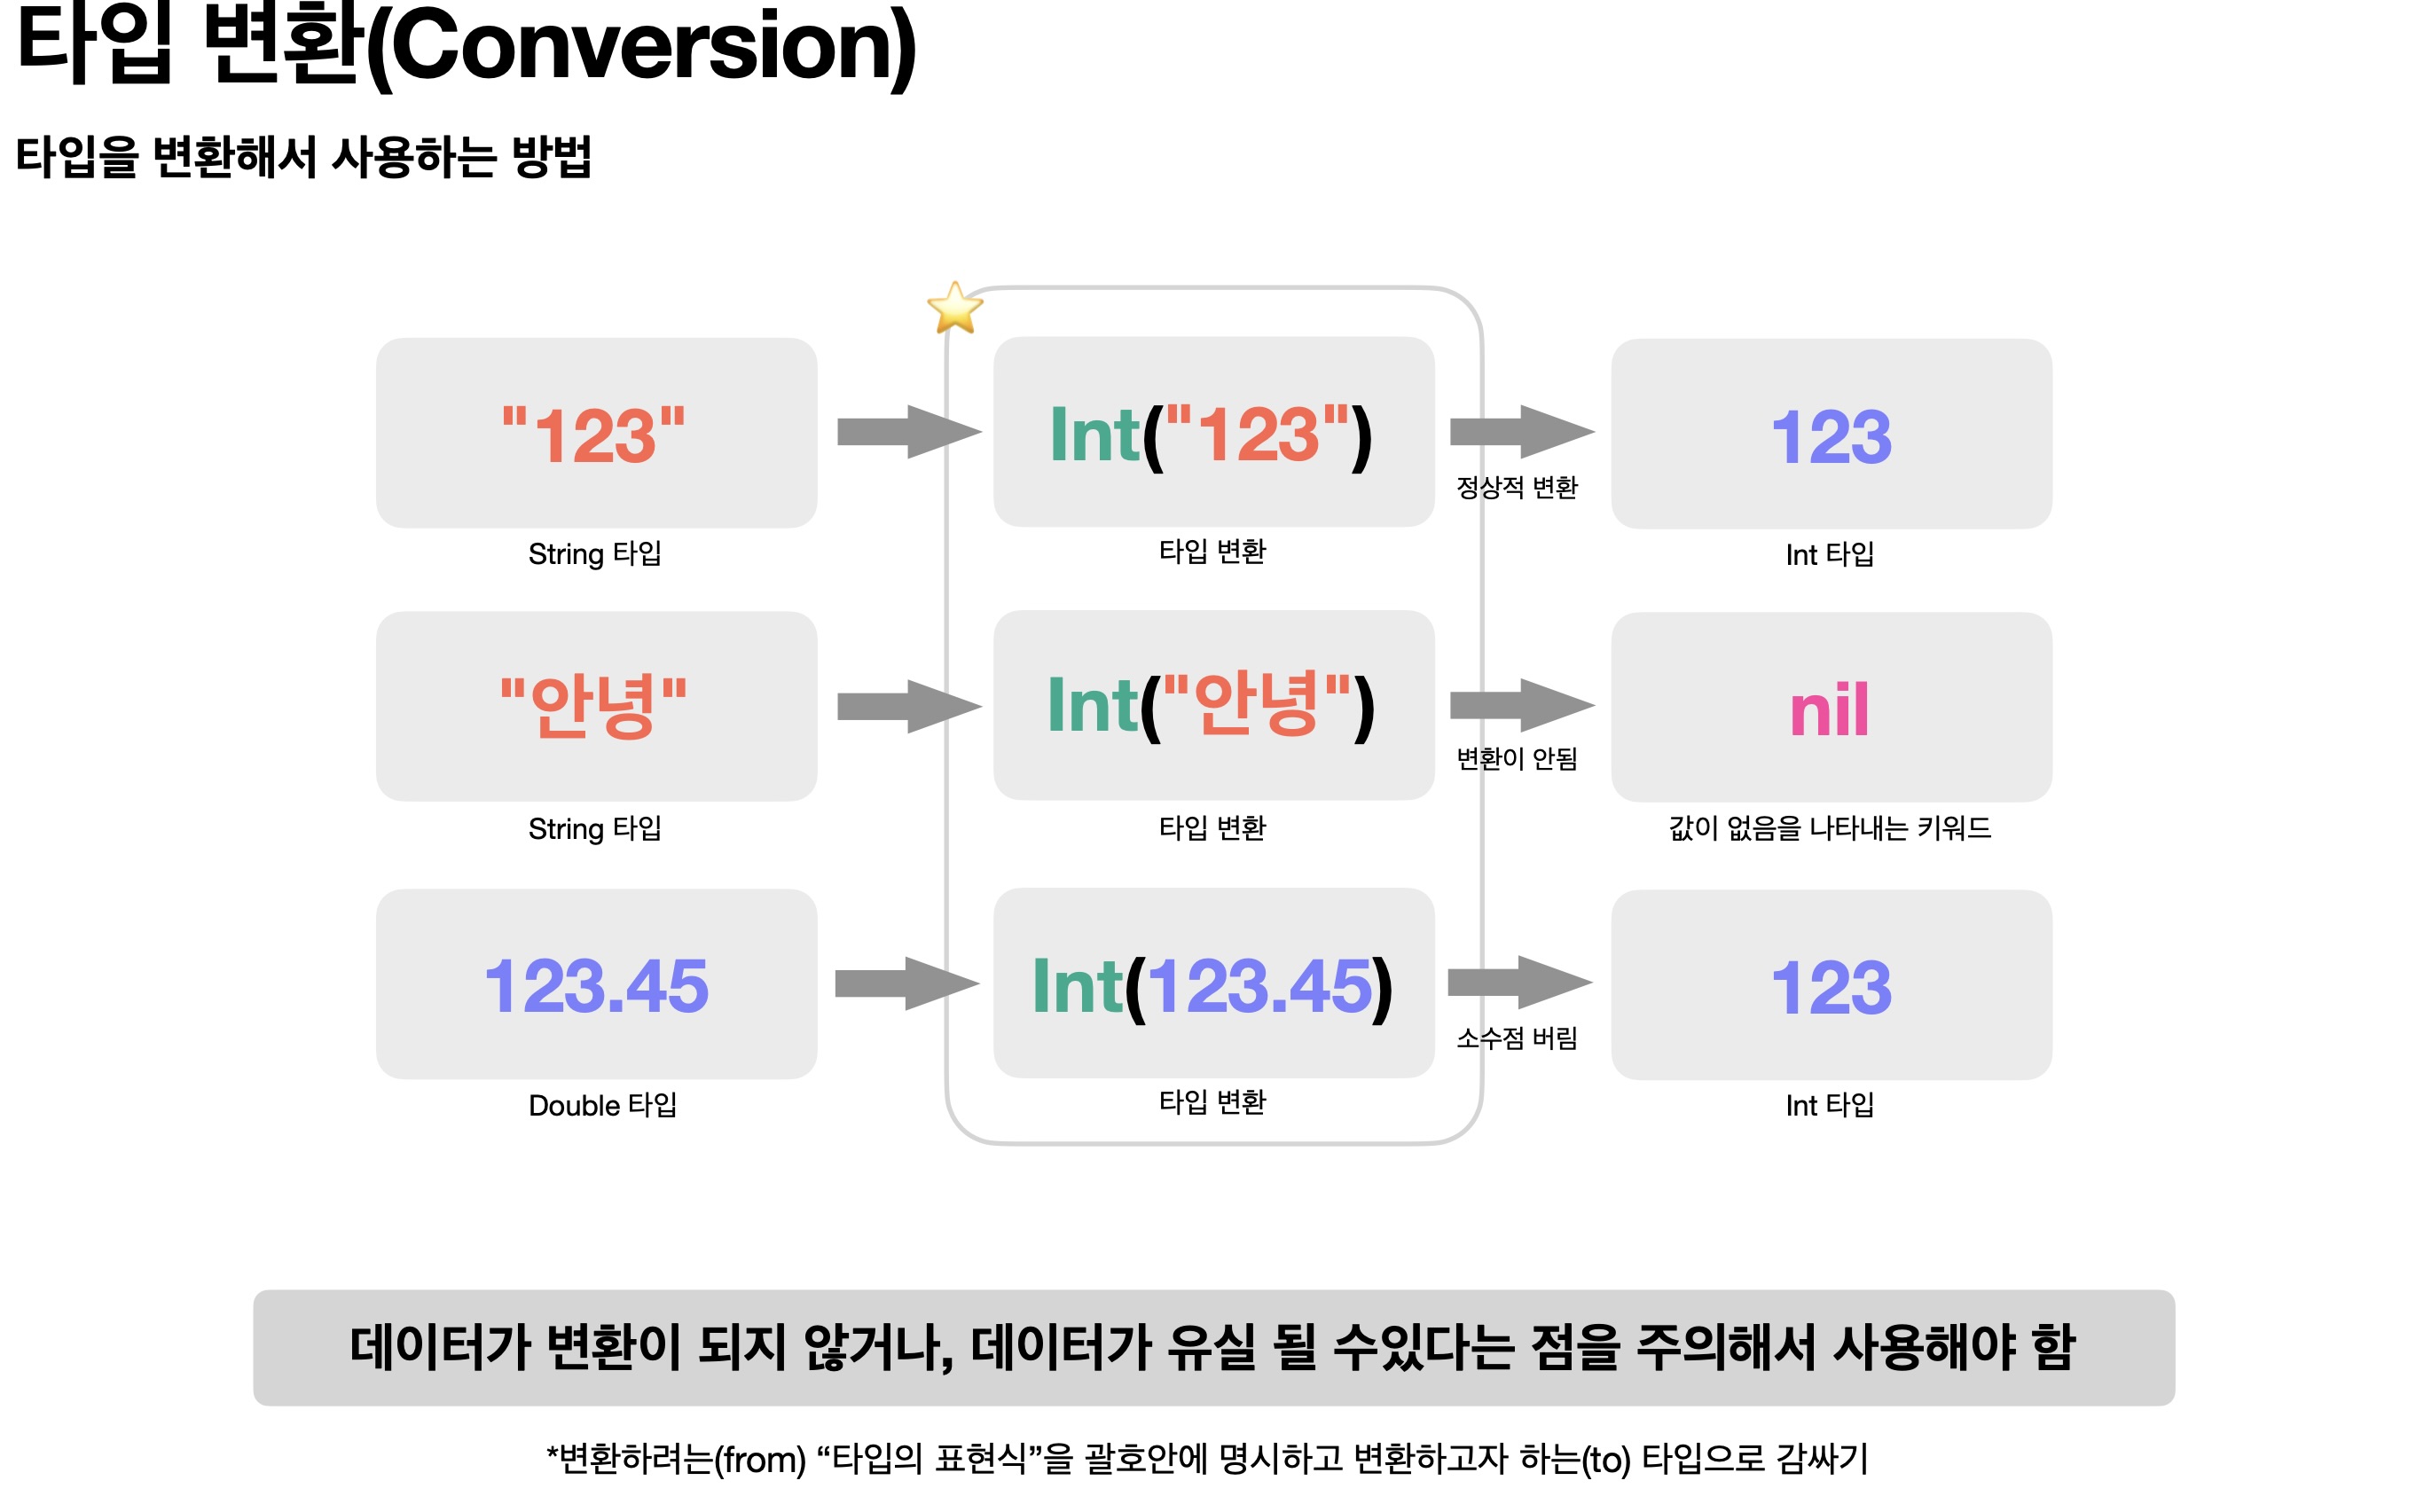 타입 변환(Conversion)
타입을 변환해서 사용하는 방법
"123"
String 타입
Int("123")
타입 변환
정상적 변환
123
Int 타입
"안녕"
String 타입
Int("안녕")
타입 변환
변환이 안됨
nil
값이 없음을 나타내는 키워드
123.45
Double 타입
Int(123.45)
타입 변환
소수점 버림
123
Int 타입
데이터가 변환이 되지 않거나, 데이터가 유실 될 수있다는 점을 주의해서 사용해야 함
*변환하려는(from) “타입의 표현식”을 괄호안에 명시하고 변환하고자 하는(to) 타입으로 감싸기